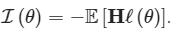 𝓘 (θ) = −𝔼 [𝐇ℓ (θ)].